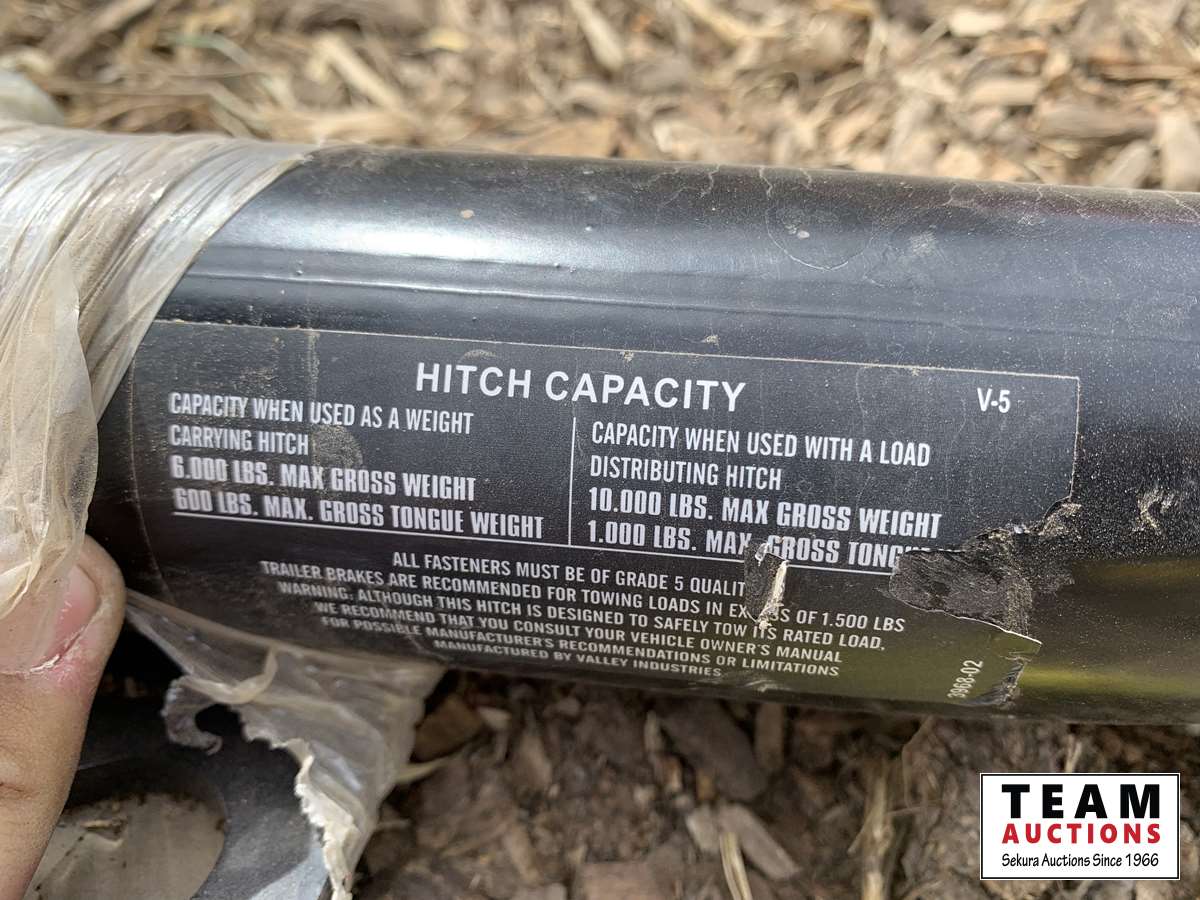 HITCH CAPACITY
V-5
CAPACITY WHEN USED AS A WEIGHT
CARRYING HITCH
6.000 LBS. MAX GROSS WEIGHT
600 LBS. MAX. GROSS TONGUE WEIGHT
CAPACITY WHEN USED WITH A LOAD
DISTRIBUTING HITCH
10.000 LBS. MAX GROSS WEIGHT
1.000 LBS. MAX GROSS
ALL FASTENERS MUST BE OF GRADE 5
TRAILER BRAKES ARE RECOMMENDED FOR TOWING LOADS IN OF 1.500 LBS
WARNING: ALTHOUGH THIS HITCH IS DESIGNED TO SAFELY TOW ITS RATED LOAD,
WE RECOMMEND THAT YOU CONSULT YOUR VEHICLE OWNER'S MANUAL
FOR POSSIBLE MANUFACTURER'S RECOMMENDATIONS OR LIMITATIONS
MANUFACTURED BY VALLEY INDUSTRIES
3968-02
TEAM
AUCTIONS
Sekura Auctions Since 1966